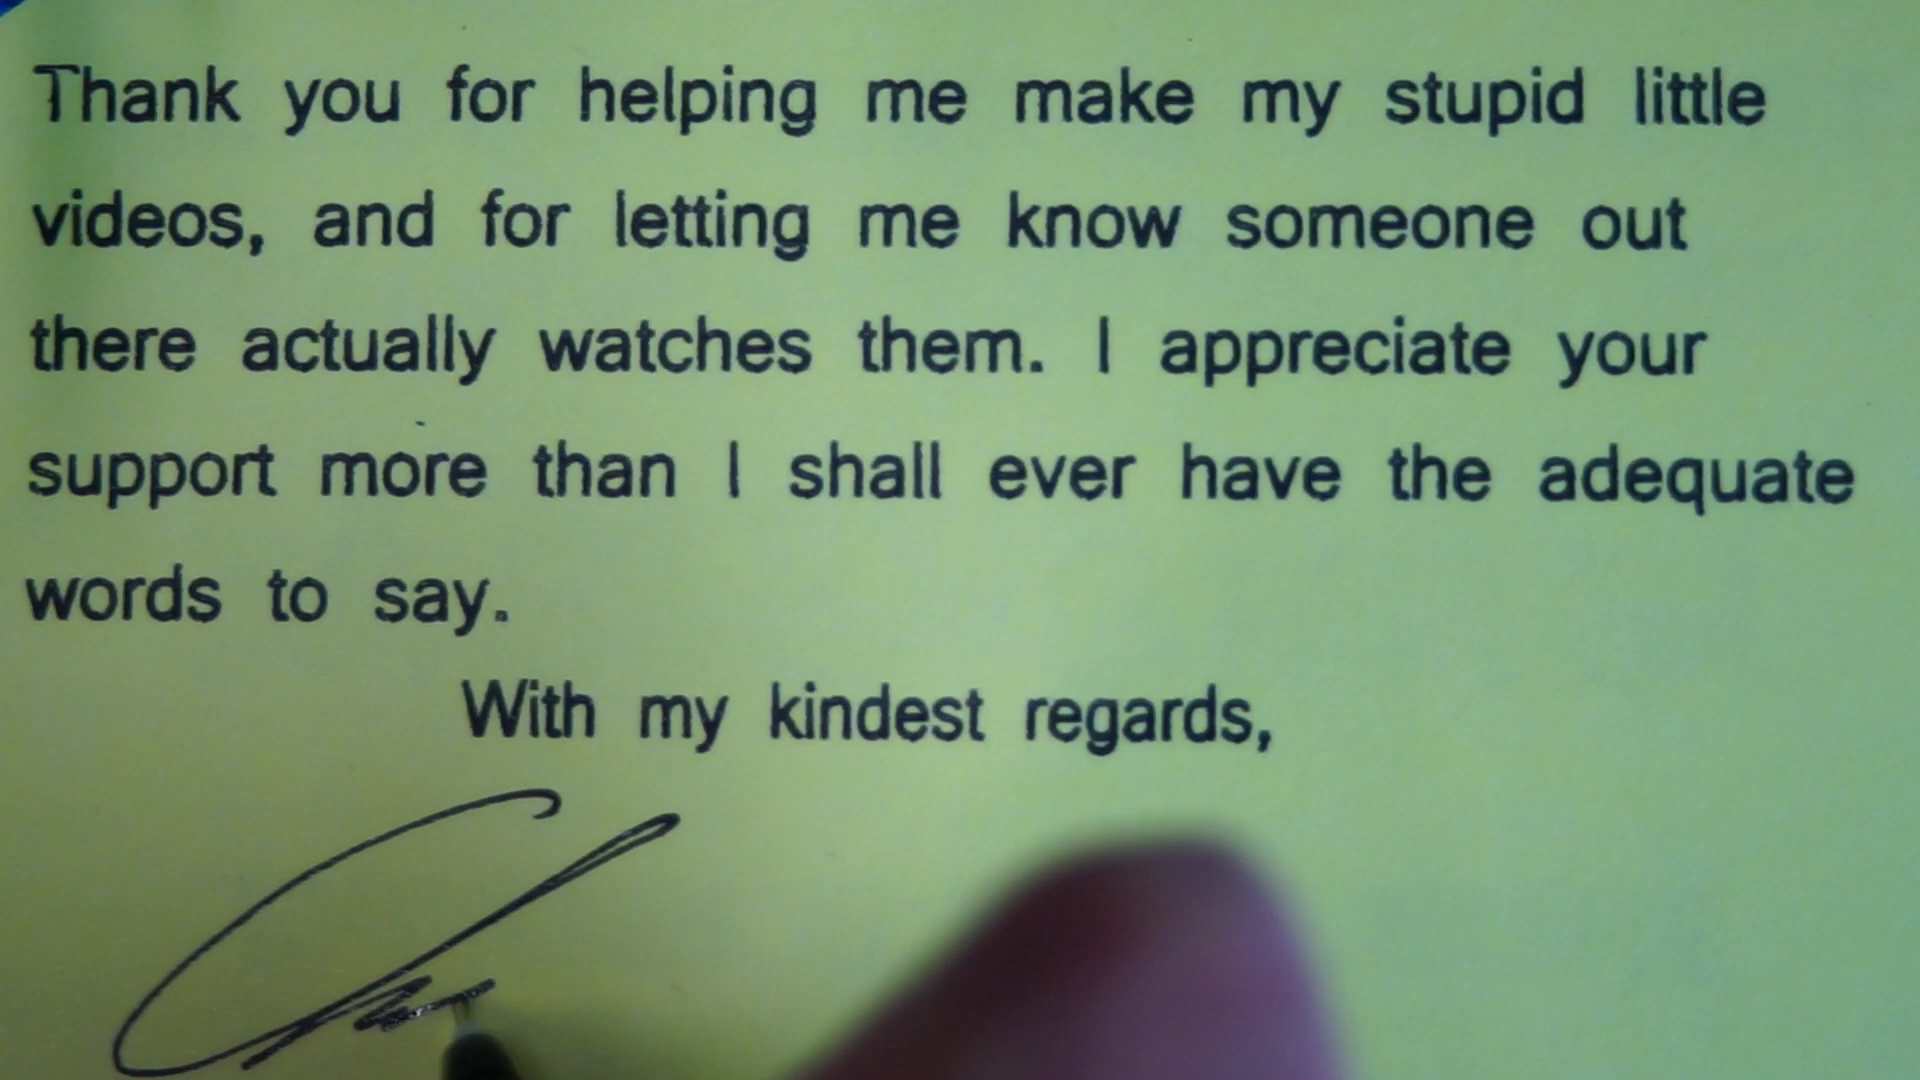 Thank you for helping me make my stupid little
videos, and for letting me know someone out
there actually watches them. I appreciate your
support more than I shall ever have the adequate
words to say.
With my kindest regards,